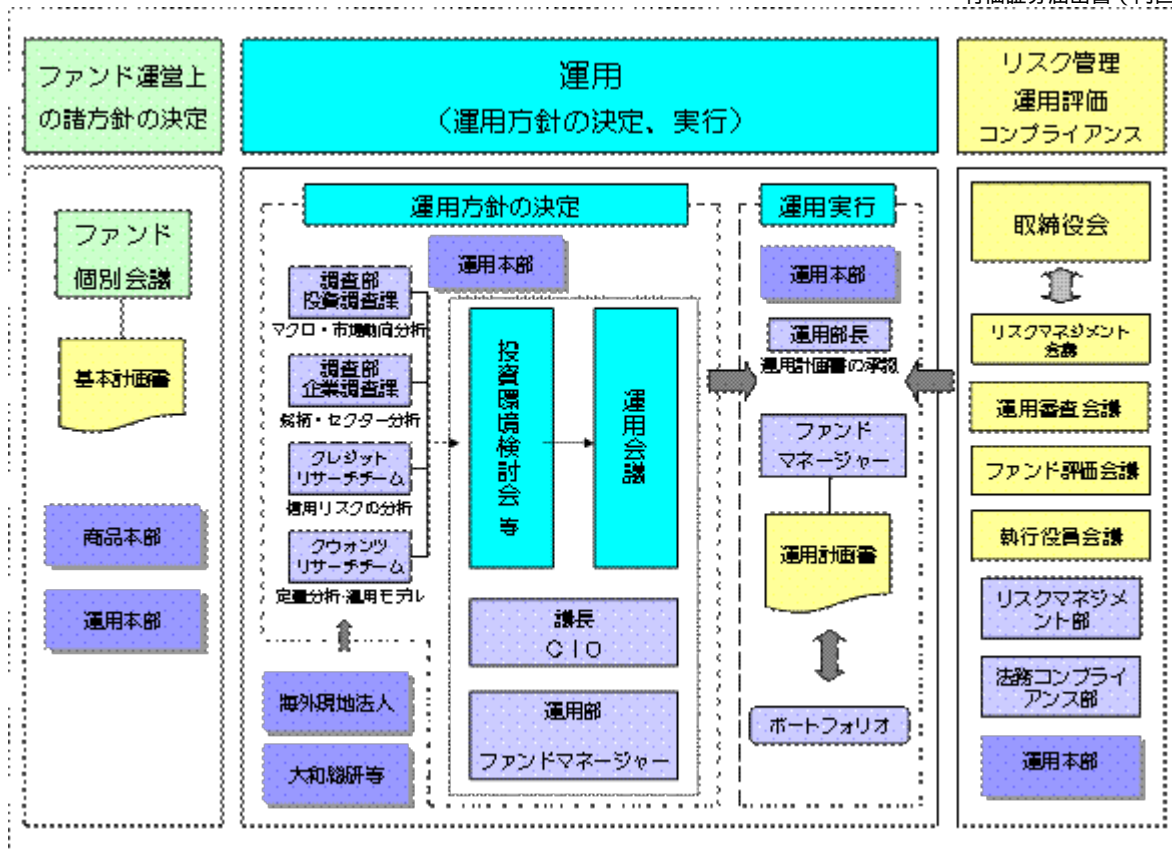 ファンド運営上
の諸方針の決定
運用
（運用方針の決定、実行）
リスク管理
運用評価
コンプライアンス
ファンド
個別会議
基本計画書
商品本部
運用本部
運用方針の決定
運用本部
調査部
投資調査課
マクロ・市場動向分析
調査部
企業調査課
銘柄・セクター分析
クレジット
リサーチチーム
信用リスクの分析
クウォンツ
リサーチチーム
定量分析・運用モデル
海外現地法人
大和総研等
投資環境検討会 等
運用会議
議長
ＣＩＯ
運用部
ファンドマネージャー
運用実行
運用本部
運用部長
運用計画書の承認
ファンド
マネージャー
運用計画書
ポートフォリオ
取締役会
リスクマネジメント
会議
運用審査会議
ファンド評価会議
執行役員会議
リスクマネジメ
ント部
法務コンプライ
アンス部
運用本部